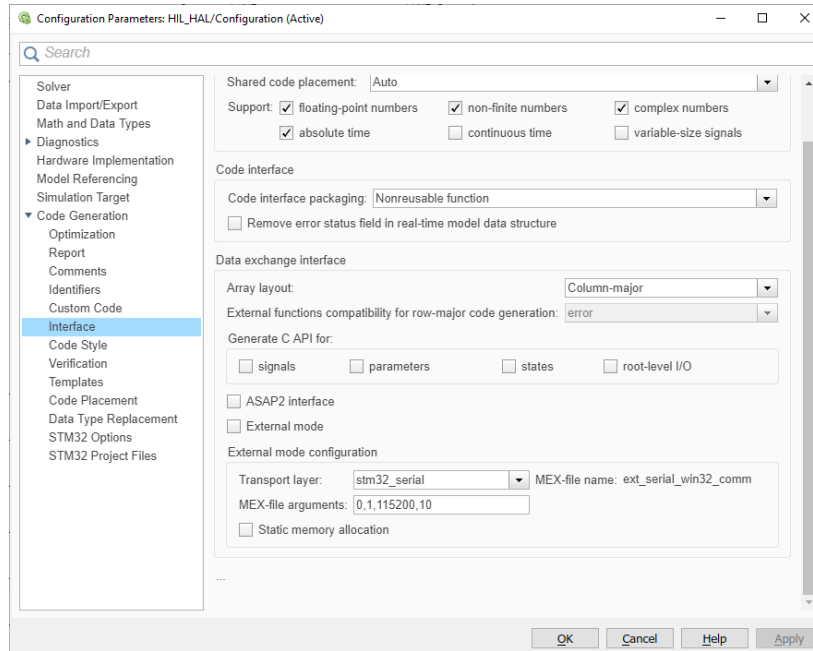 Configuration Parameters: HIL_HAL/Configuration (Active)
Search
Solver
Data Import/Export
Math and Data Types
Diagnostics
Hardware Implementation
Model Referencing
Simulation Target
Code Generation
Optimization
Report
Comments
Identifiers
Custom Code
Interface
Code Style
Verification
Templates
Code Placement
Data Type Replacement
STM32 Options
STM32 Project Files
Shared code placement: Auto
Support: floating-point numbers non-finite numbers complex numbers
absolute time continuous time variable-size signals
Code interface
Code interface packaging: Nonreusable function
Remove error status field in real-time model data structure
Data exchange interface
Array layout: Column-major
External functions compatibility for row-major code generation: error
Generate C API for:
signals parameters states root-level I/O
ASAP2 interface
External mode
External mode configuration
Transport layer: stm32_serial MEX-file name: ext_serial_win32_comm
MEX-file arguments: 0,1,115200,10
Static memory allocation
...
OK Cancel Help Apply